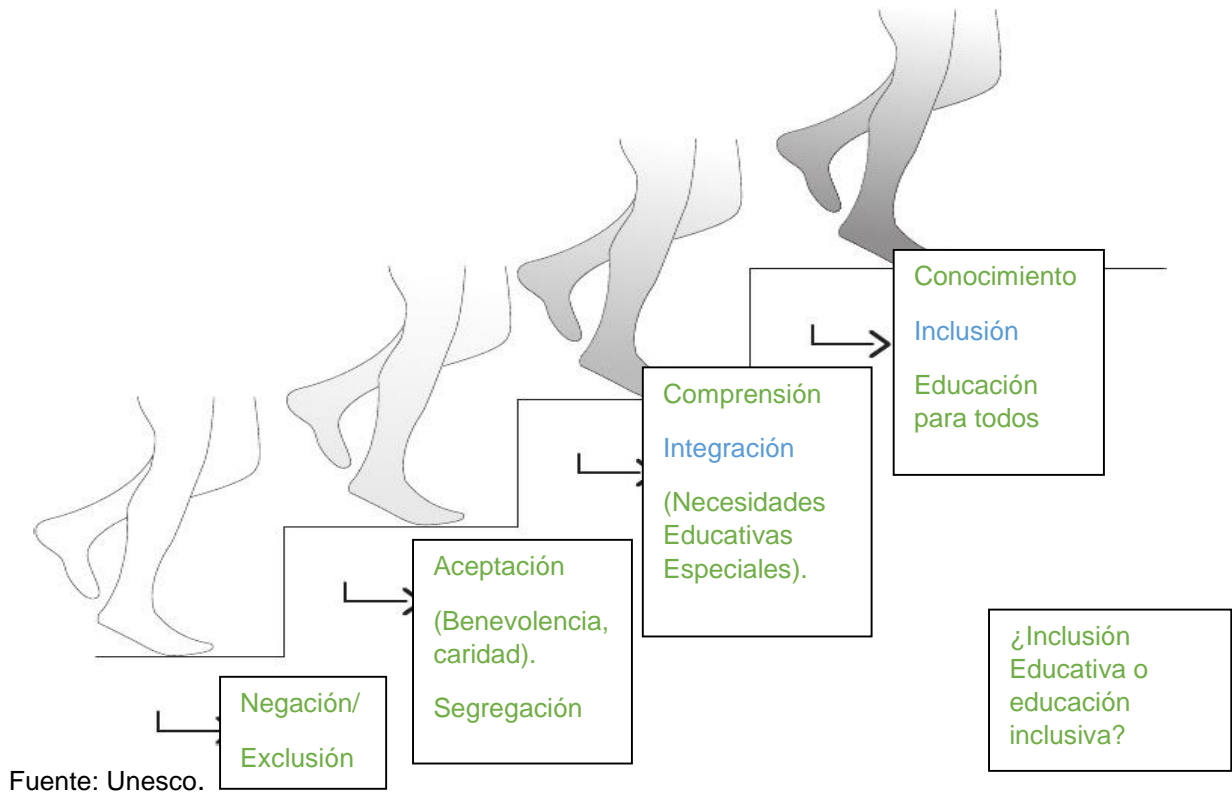 Negación/
Exclusión
Aceptación
(Benevolencia,
caridad).
Segregación
Comprensión
Integración
(Necesidades
Educativas
Especiales).
Conocimiento
Inclusión
Educación
para todos
¿Inclusión
Educativa o
educación
inclusiva?
Fuente: Unesco.